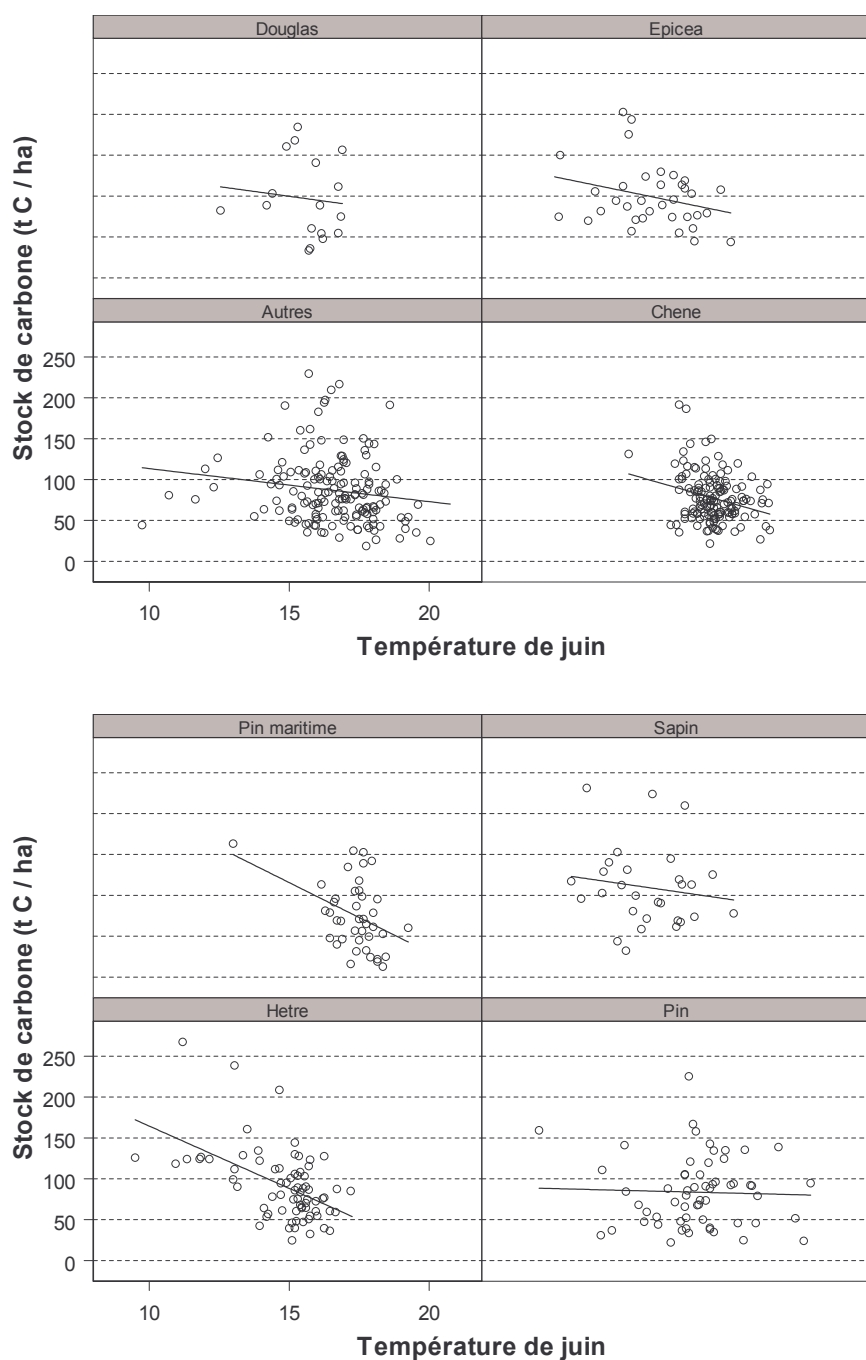 Douglas Epicea
Stock de carbone (t C / ha)
Autres Chene
250
200
150
100
50
0
10 15 20
Température de juin
Pin maritime Sapin
Stock de carbone (t C / ha)
Hetre Pin
250
200
150
100
50
0
10 15 20
Température de juin